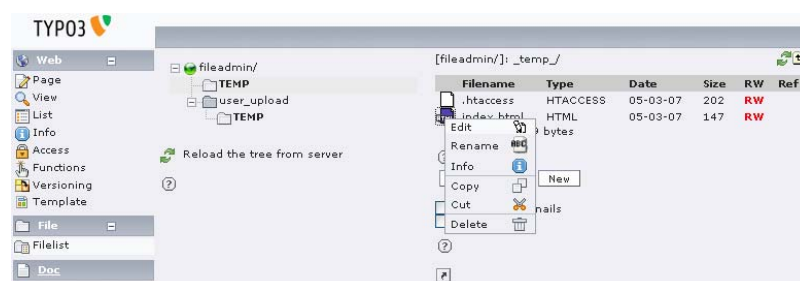 TYPO3
Web
Page
View
List
Info
Access
Functions
Versioning
Template
File
Filelist
Doc
fileadmin/
TEMP
user_upload
TEMP
Reload the tree from server
[fileadmin/]: _temp_/
Filename Type Date Size RW Ref
.htaccess HTACCESS 05-03-07 202 RW
index.html HTML 05-03-07 147 RW
bytes
Edit
Rename
Info
Copy
Cut
Delete
New
nails